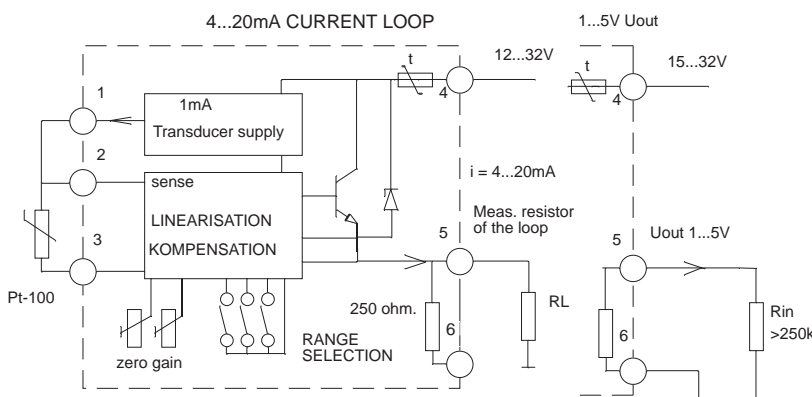 4...20mA CURRENT LOOP
1...5V Uout
t
12...32V
t
15...32V
1
4
4
1mA
Transducer supply
2
sense
i = 4...20mA
LINEARISATION
KOMPENSATION
Meas. resistor
of the loop
3
5
5
Uout 1...5V
Pt-100
250 ohm.
RL
Rin
>250k
6
6
RANGE
SELECTION
zero gain